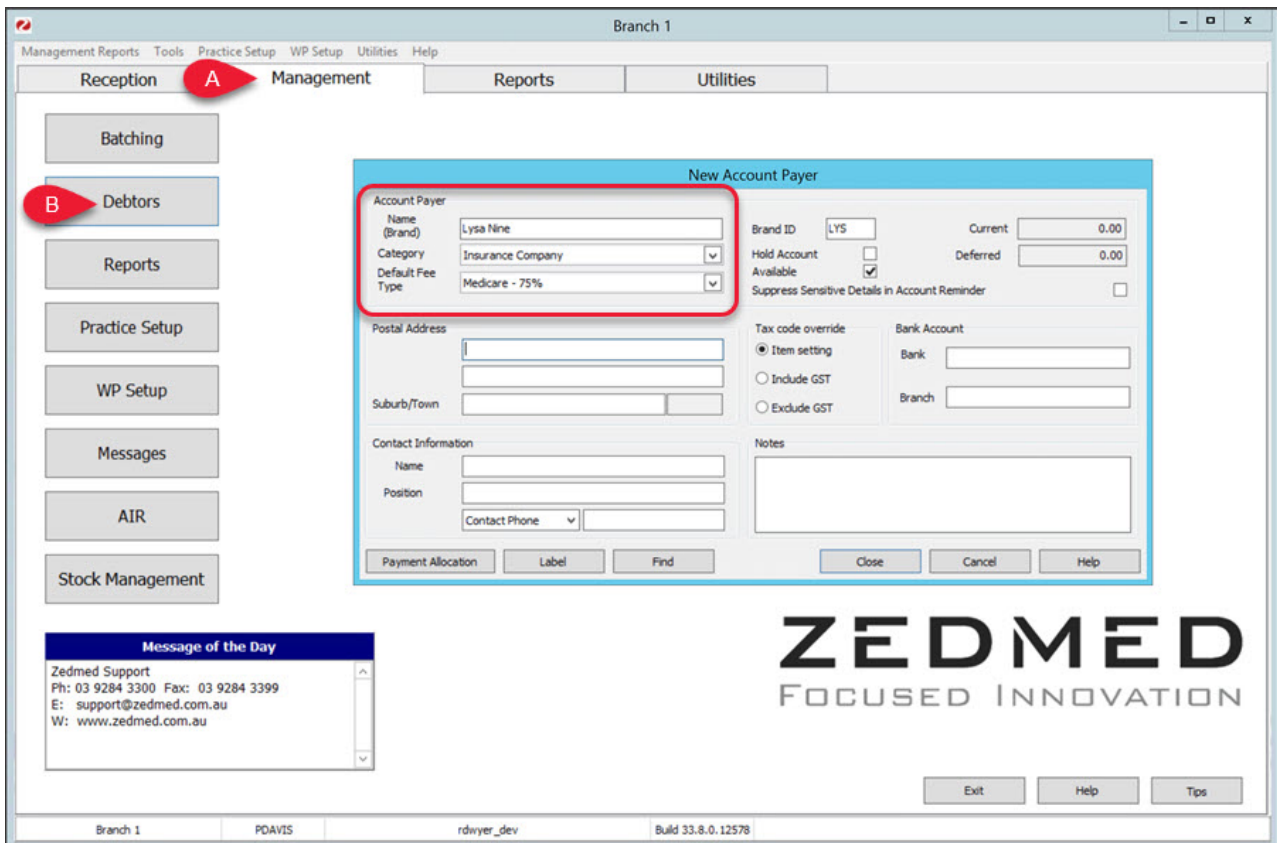 Branch 1
Management Reports Tools Practice Setup WP Setup Utilities Help
Reception A Management Reports Utilities
Batching
B Debtors
Reports
Practice Setup
WP Setup
Messages
AIR
Stock Management
New Account Payer
Account Payer
Name
(Brand)
Lysa Nine
Category Insurance Company
Default Fee
Type
Medicare - 75%
Brand ID LYS Current 0.00
Hold Account Deferred 0.00
Available
Suppress Sensitive Details in Account Reminder
Postal Address
Suburb/Town
Tax code override
Item setting
Include GST
Exclude GST
Bank Account
Bank
Branch
Contact Information
Name
Position
Contact Phone
Notes
Payment Allocation Label Find Close Cancel Help
Message of the Day
Zedmed Support
Ph: 03 9284 3300 Fax: 03 9284 3399
E: support@zedmed.com.au
W: www.zedmed.com.au
ZEDMED
FOCUSED INNOVATION
Exit Help Tips
Branch 1 PDAVIS rdwyer_dev Build 33.8.0.12578